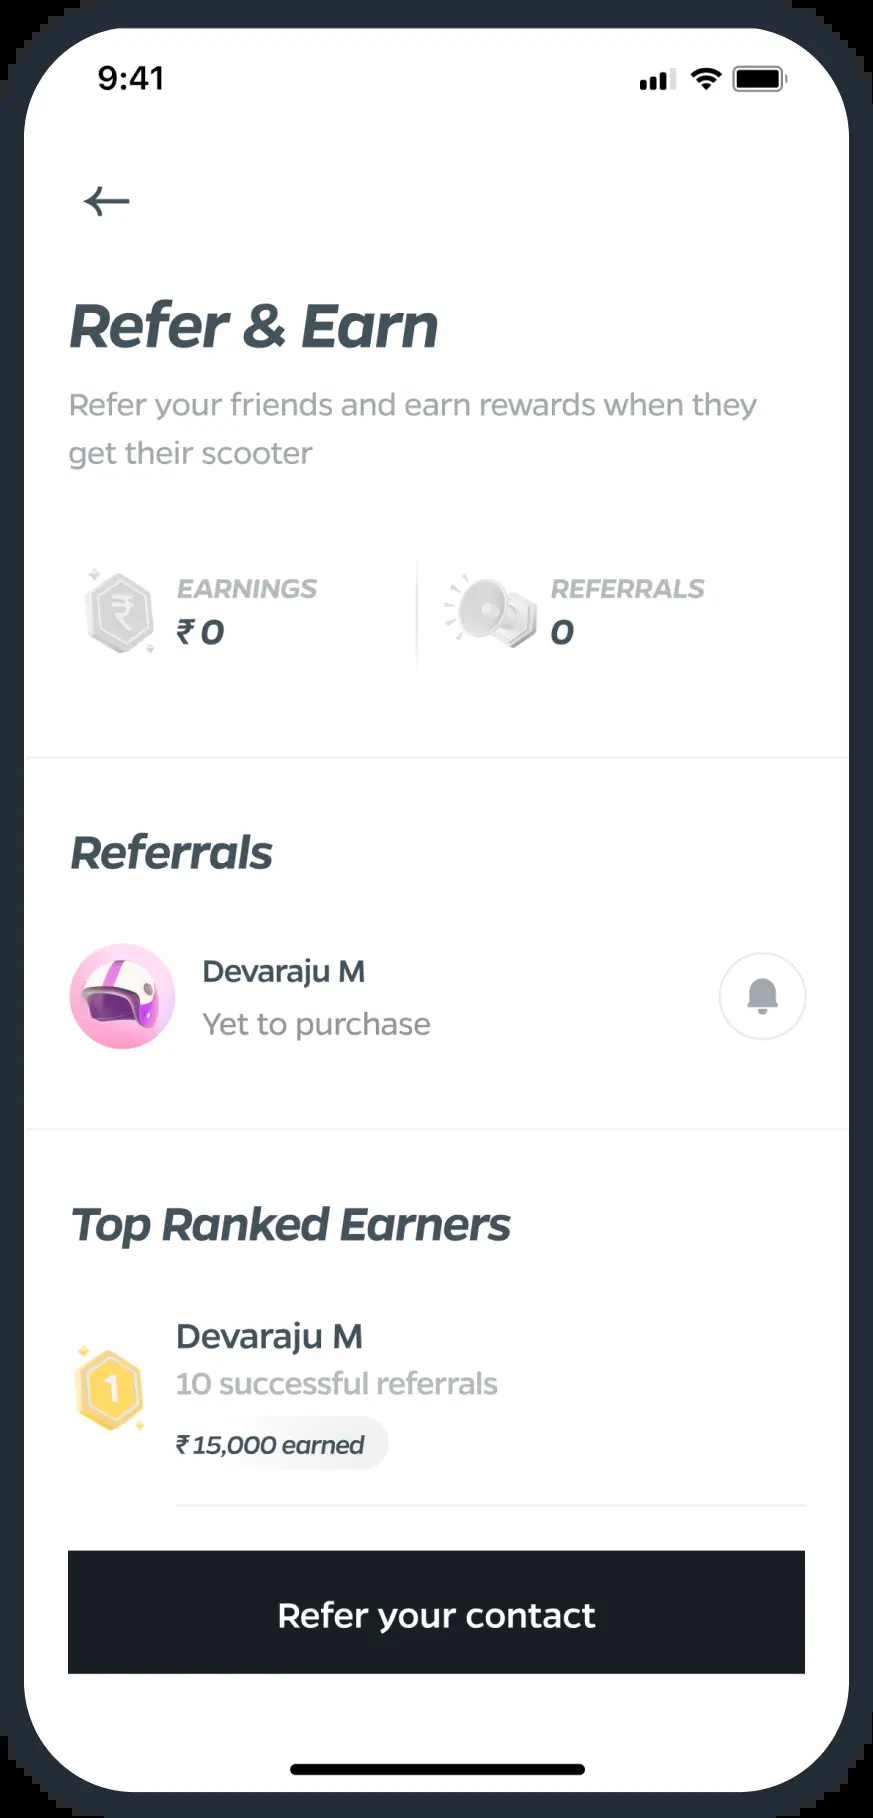 9:41
Refer & Earn
Refer your friends and earn rewards when they
get their scooter
EARNINGS
₹ 0
REFERRALS
0
Referrals
Devaraju M
Yet to purchase
Top Ranked Earners
1
Devaraju M
10 successful referrals
₹ 15,000 earned
Refer your contact